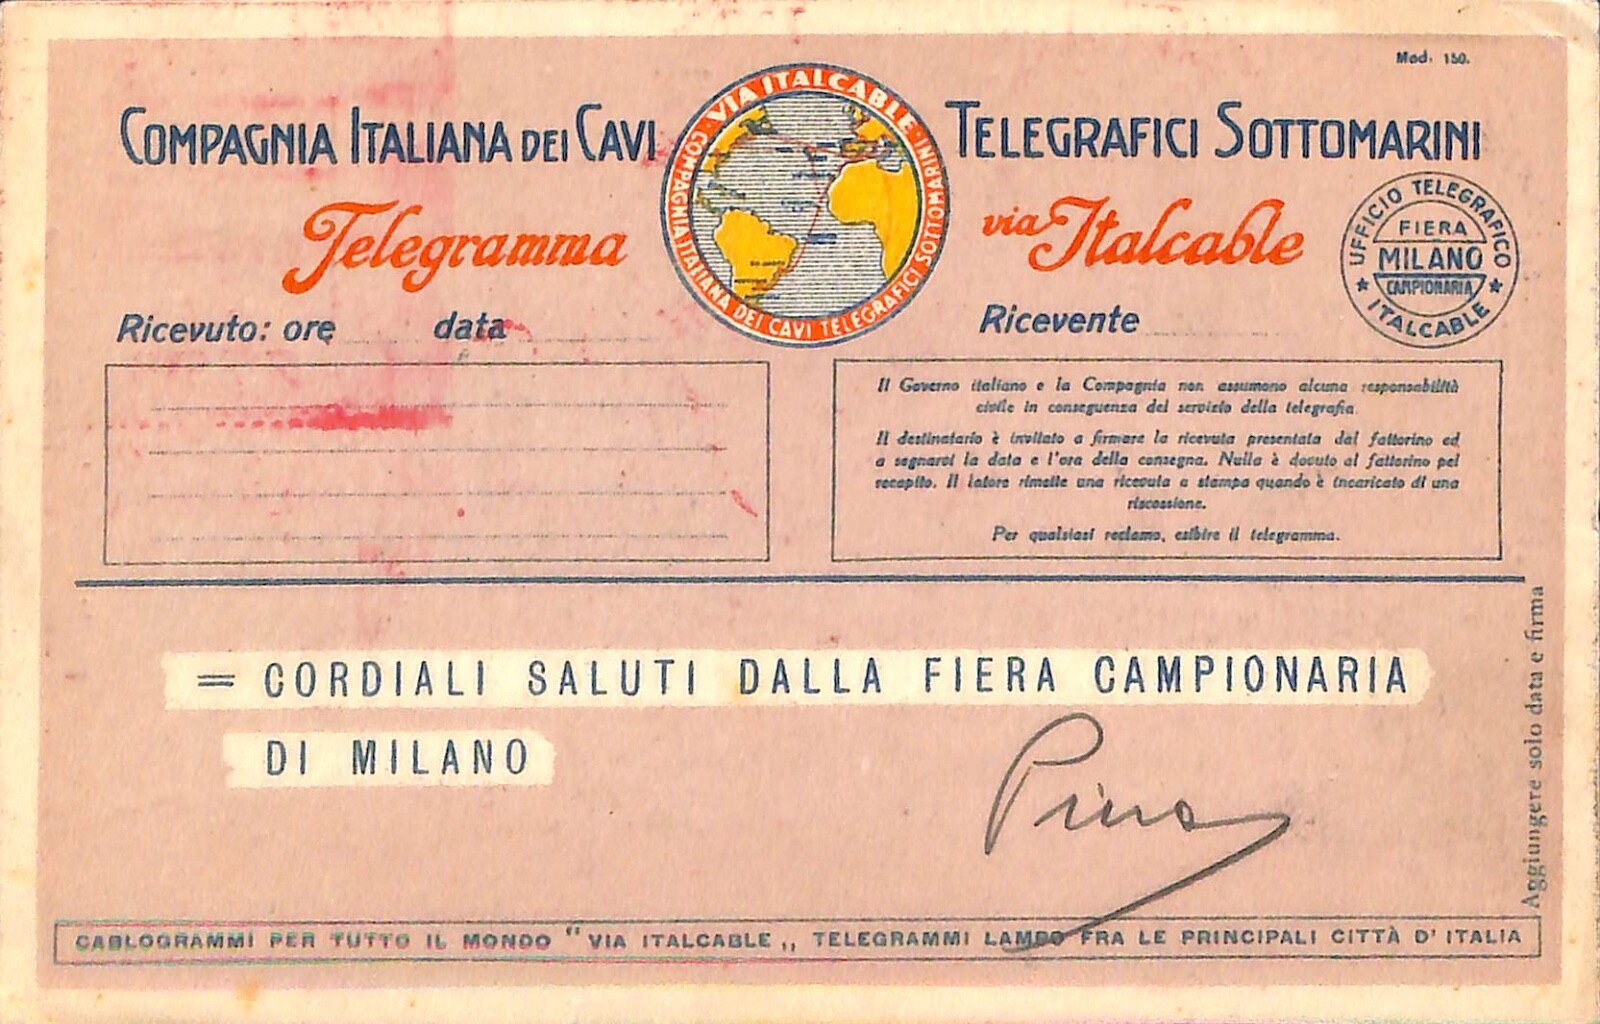 Mod. 150.
COMPAGNIA ITALIANA DEI CAVI TELEGRAFICI SOTTOMARINI
VIA ITALCABLE
COMPAGNIA ITALIANA DEI CAVI TELEGRAFICI SOTTOMARINI
Telegramma via Italcable
UFFICIO TELEGRAFICO
FIERA
MILANO
CAMPIONARIA
ITALCABLE
Ricevuto: ore data Ricevente
Il Governo italiano e la Compagnia non assumono alcuna responsabilità
civile in conseguenza del servizio della telegrafia.
Il destinatario è invitato a firmare la ricevuta presentata dal fattorino ed
a segnarci la data e l'ora della consegna. Nulla è dovuto al fattorino pel
recapito. Il latore rimette una ricevuta a stampa quando è incaricato di una
riscossione.
Per qualsiasi reclamo, esibire il telegramma.
= CORDIALI SALUTI DALLA FIERA CAMPIONARIA
DI MILANO
Pina
Aggiungere solo data e firma
CABLOGRAMMI PER TUTTO IL MONDO "VIA ITALCABLE„ TELEGRAMMI LAMPO FRA LE PRINCIPALI CITTÀ D'ITALIA